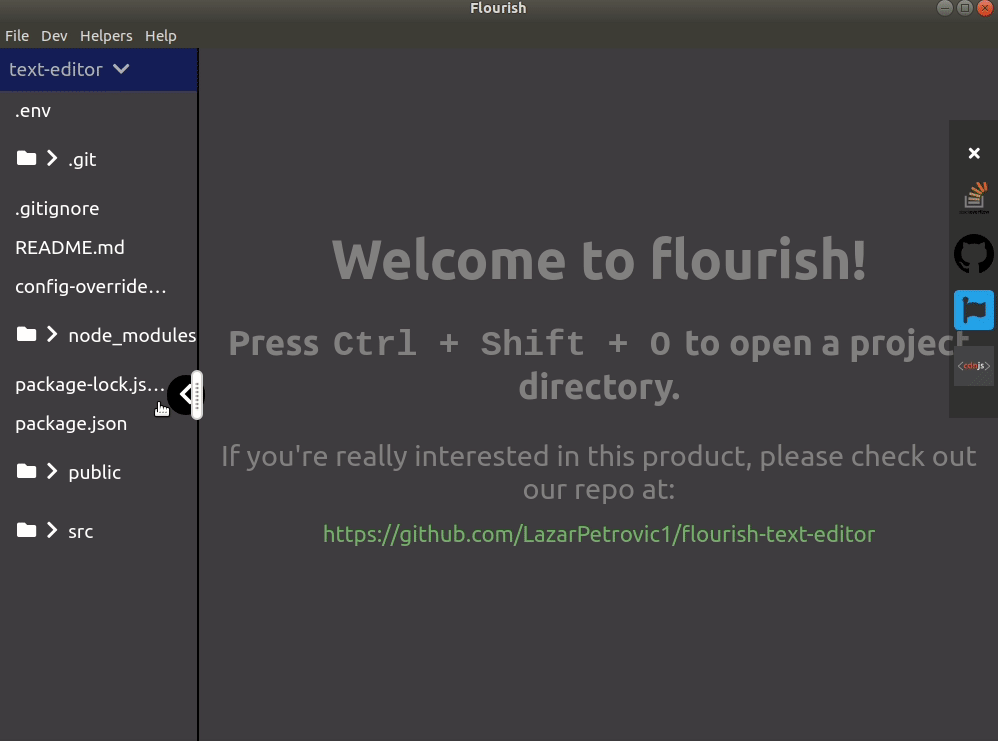 Flourish
File Dev Helpers Help
text-editor
.env
.git
.gitignore
README.md
config-override...
node_modules
package-lock.js...
package.json
public
src
Welcome to flourish!
Press Ctrl + Shift + O to open a project
directory.
If you're really interested in this product, please check out
our repo at:
https://github.com/LazarPetrovic1/flourish-text-editor
<cdnjs>